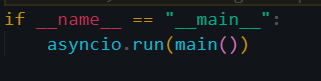 if __name__ == "__main__":
    asyncio.run(main())